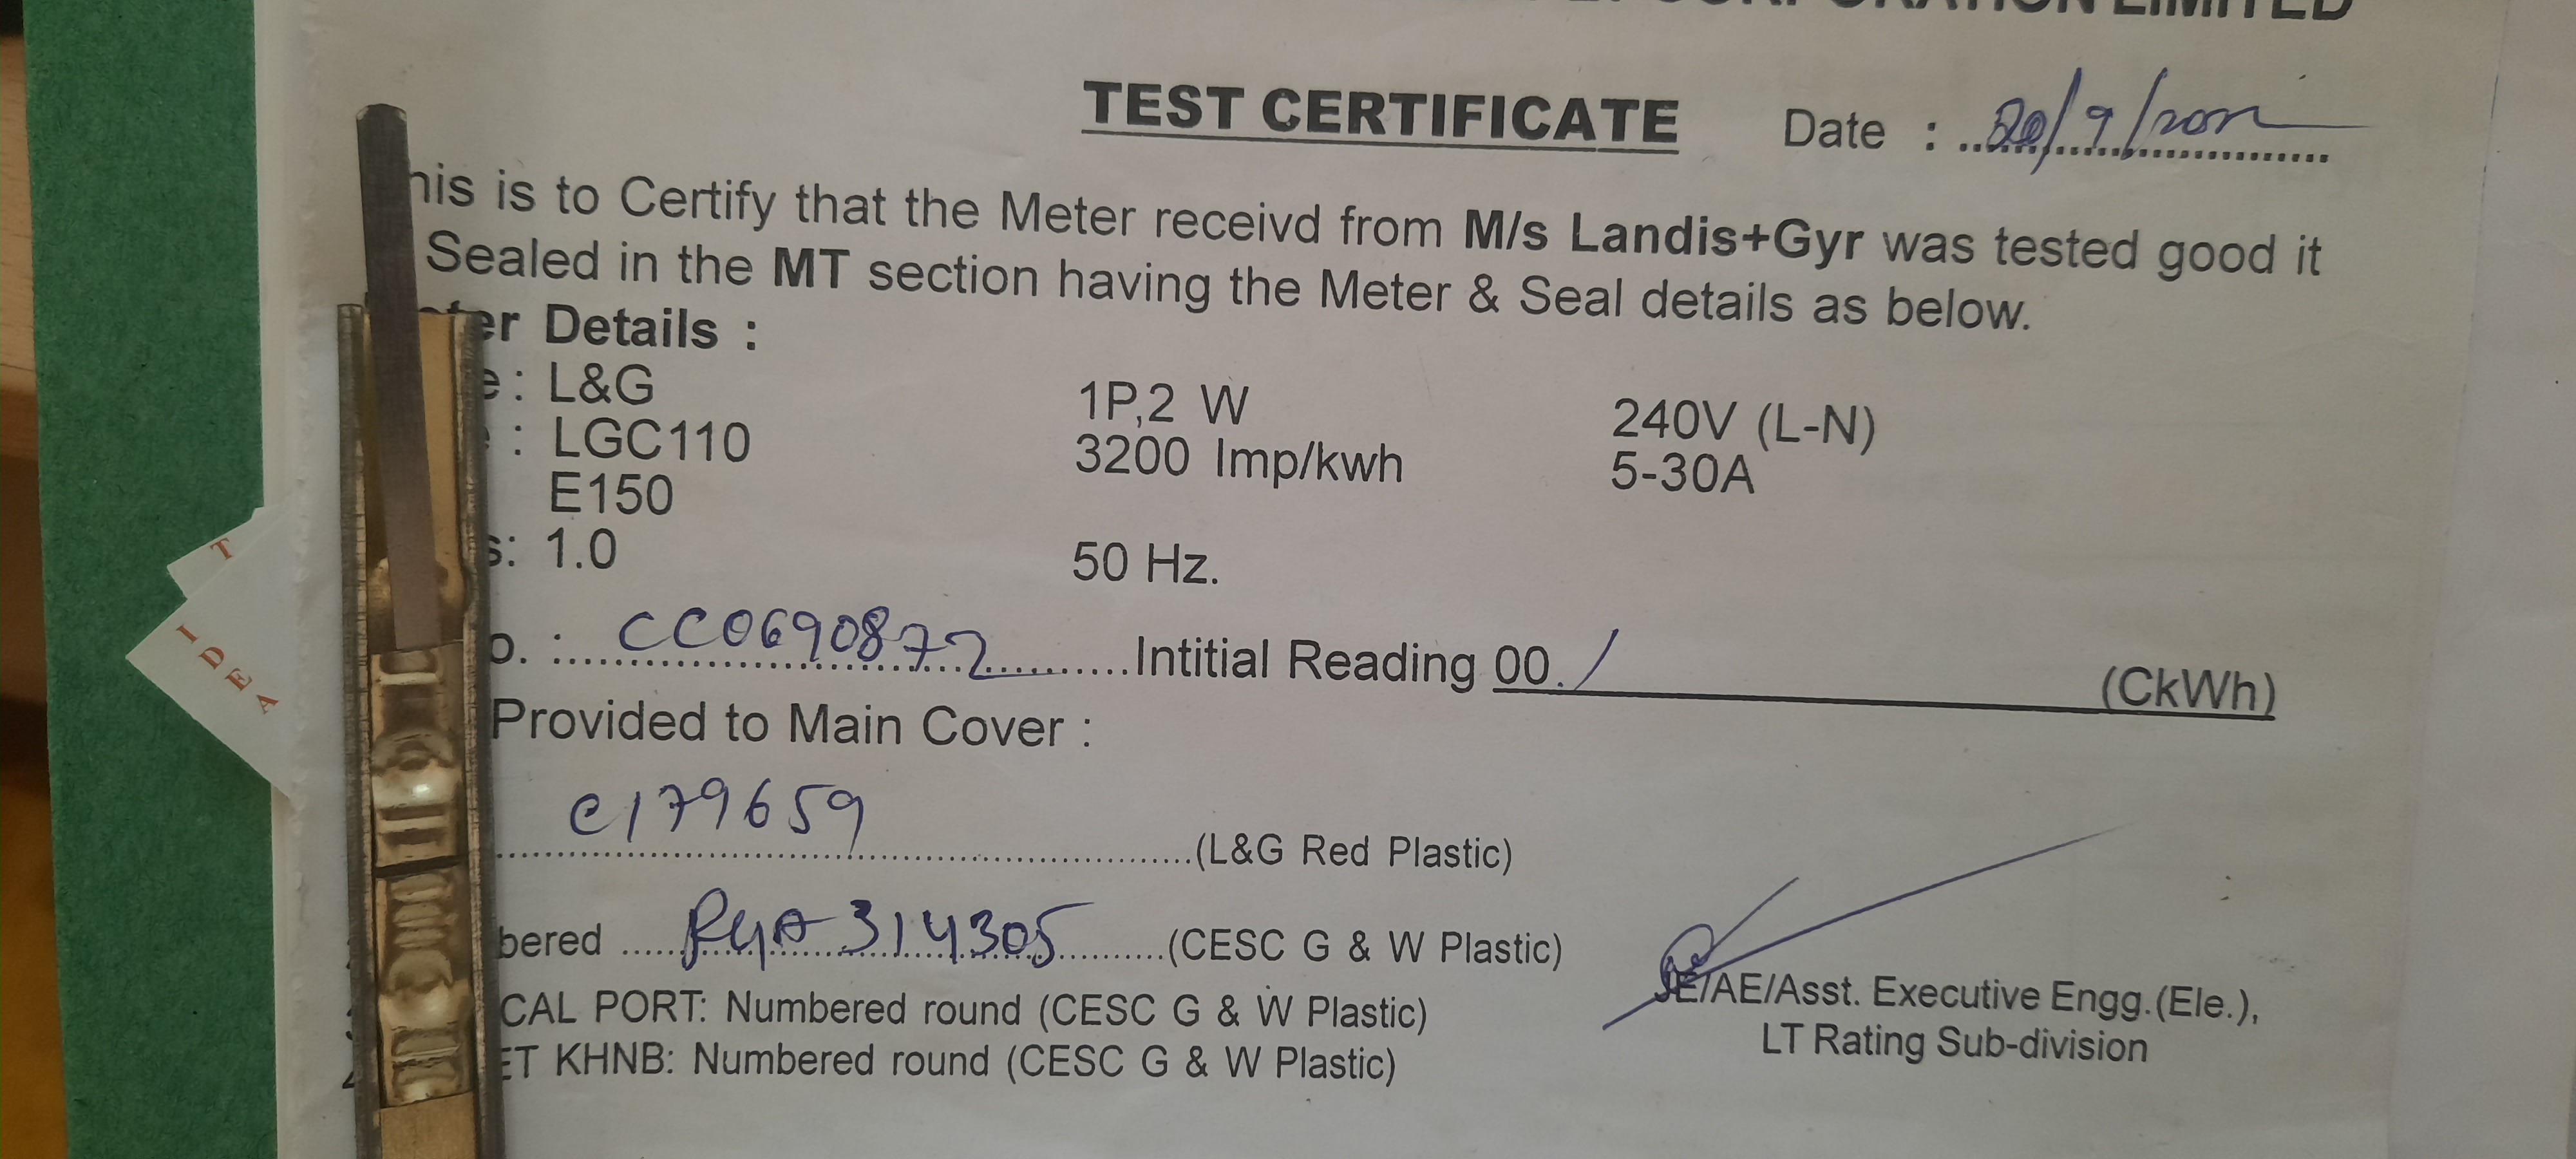 CORPORATION LIMITED
TEST CERTIFICATE Date : 20/9/
his is to Certify that the Meter receivd from M/s Landis+Gyr was tested good it
Sealed in the MT section having the Meter & Seal details as below.
er Details :
e : L&G 1P,2 W 240V (L-N)
: LGC110 3200 Imp/kwh 5-30A
E150
s: 1.0 50 Hz.
o. : CC0690872 Intitial Reading 00./ (CkWh)
Provided to Main Cover :
C179659 (L&G Red Plastic)
bered 314305 (CESC G & W Plastic)
CAL PORT: Numbered round (CESC G & W Plastic)
ET KHNB: Numbered round (CESC G & W Plastic)
JE/AE/Asst. Executive Engg.(Ele.),
LT Rating Sub-division
T
IDEA